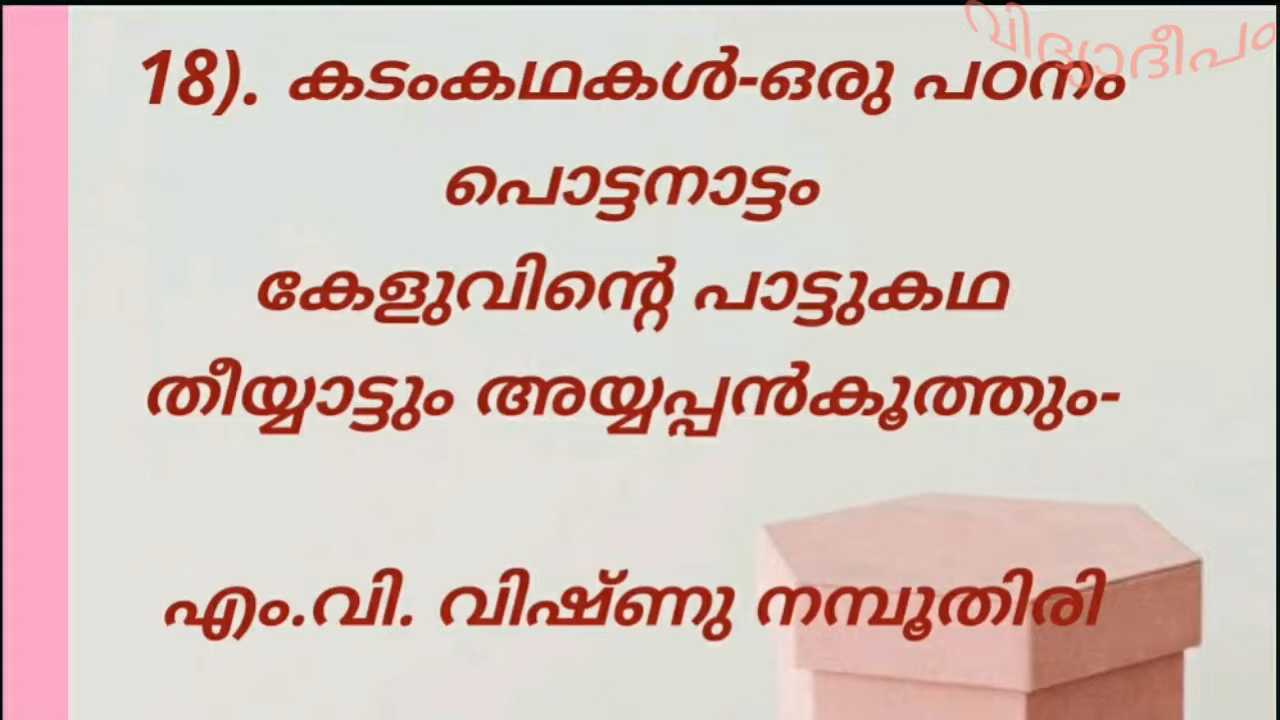 വിദ്യാദീപം
18). കടംകഥകൾ-ഒരു പഠനം
പൊട്ടനാട്ടം
കേളുവിന്റെ പാട്ടുകഥ
തീയ്യാട്ടും അയ്യപ്പൻകൂത്തും-
എം.വി. വിഷ്ണു നമ്പൂതിരി